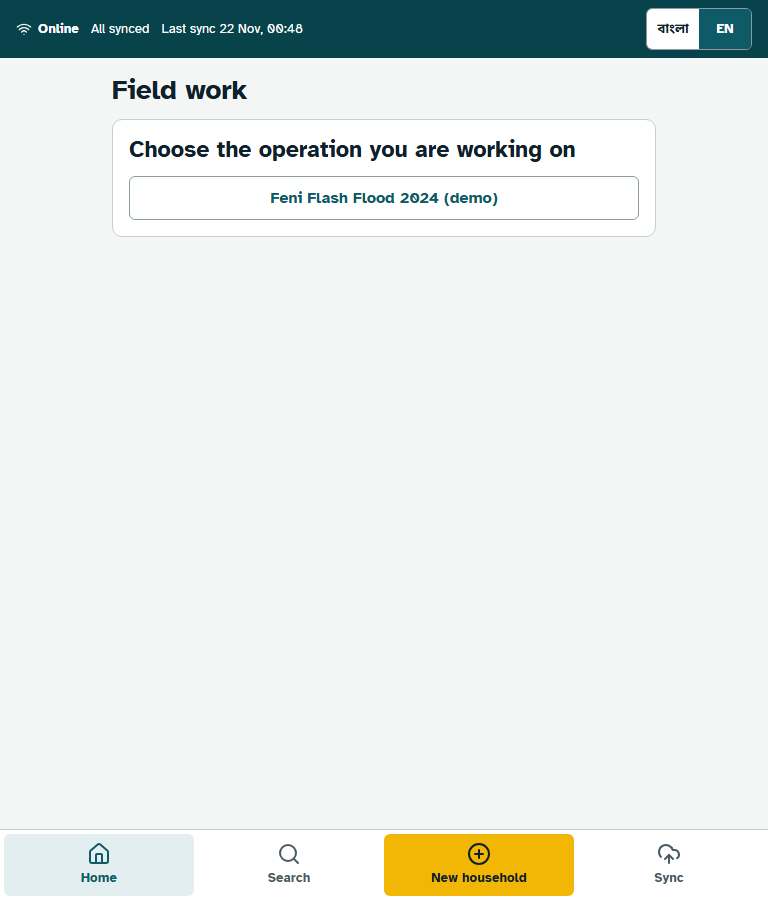 Online All synced Last sync 22 Nov, 00:48 বাংলা EN
Field work
Choose the operation you are working on
Feni Flash Flood 2024 (demo)
Home Search New household Sync